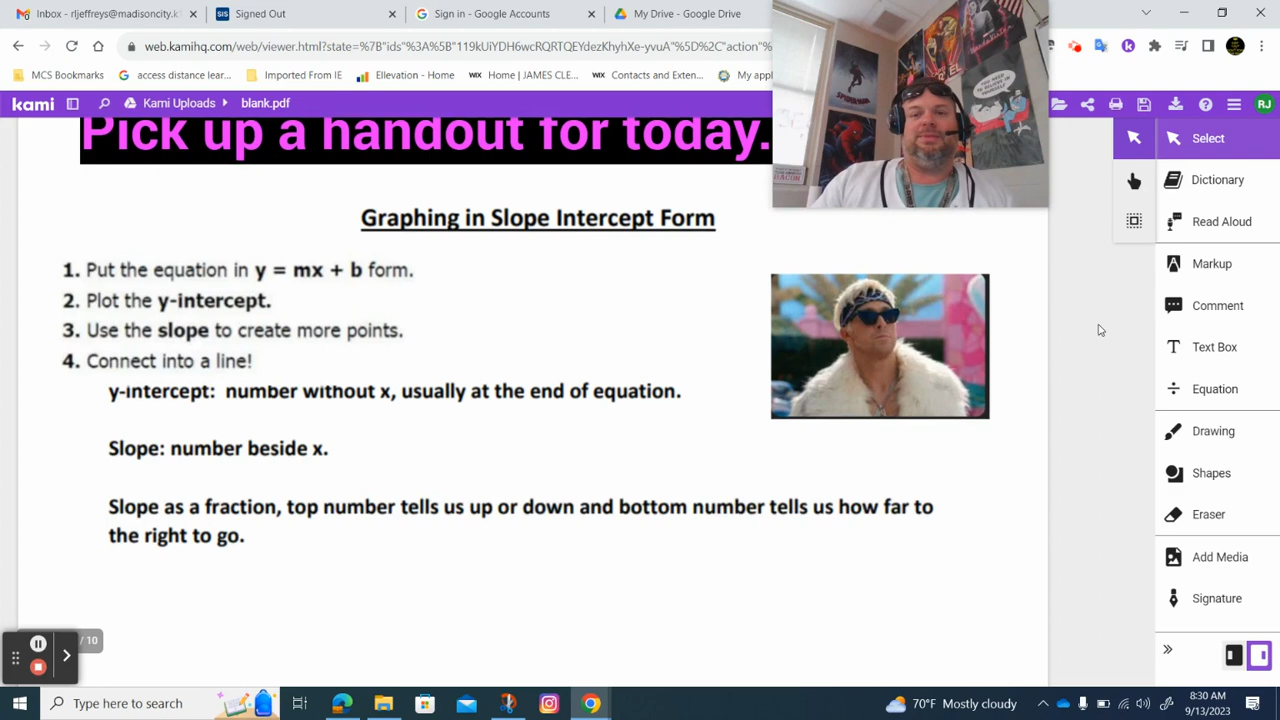 Inbox - rljeffreys@madisoncity.k
Signed Out
Sign in - Google Accounts
My Drive - Google Drive
web.kamihq.com/web/viewer.html?state=%7B"ids"%3A%5B"119kUiYDH6wcRQRTQEYdezKhyhXe-yvuA"%5D%2C"action"%
MCS Bookmarks
access distance lear...
Imported From IE
Ellevation - Home
WIX Home | JAMES CLE...
WIX Contacts and Exten...
My appl
kami
Kami Uploads
blank.pdf
RJ
Pick up a handout for today.
Graphing in Slope Intercept Form
1. Put the equation in y = mx + b form.
2. Plot the y-intercept.
3. Use the slope to create more points.
4. Connect into a line!
y-intercept: number without x, usually at the end of equation.
Slope: number beside x.
Slope as a fraction, top number tells us up or down and bottom number tells us how far to
the right to go.
Select
Dictionary
Read Aloud
Markup
Comment
Text Box
Equation
Drawing
Shapes
Eraser
Add Media
Signature
/ 10
Type here to search
70°F Mostly cloudy
8:30 AM
9/13/2023